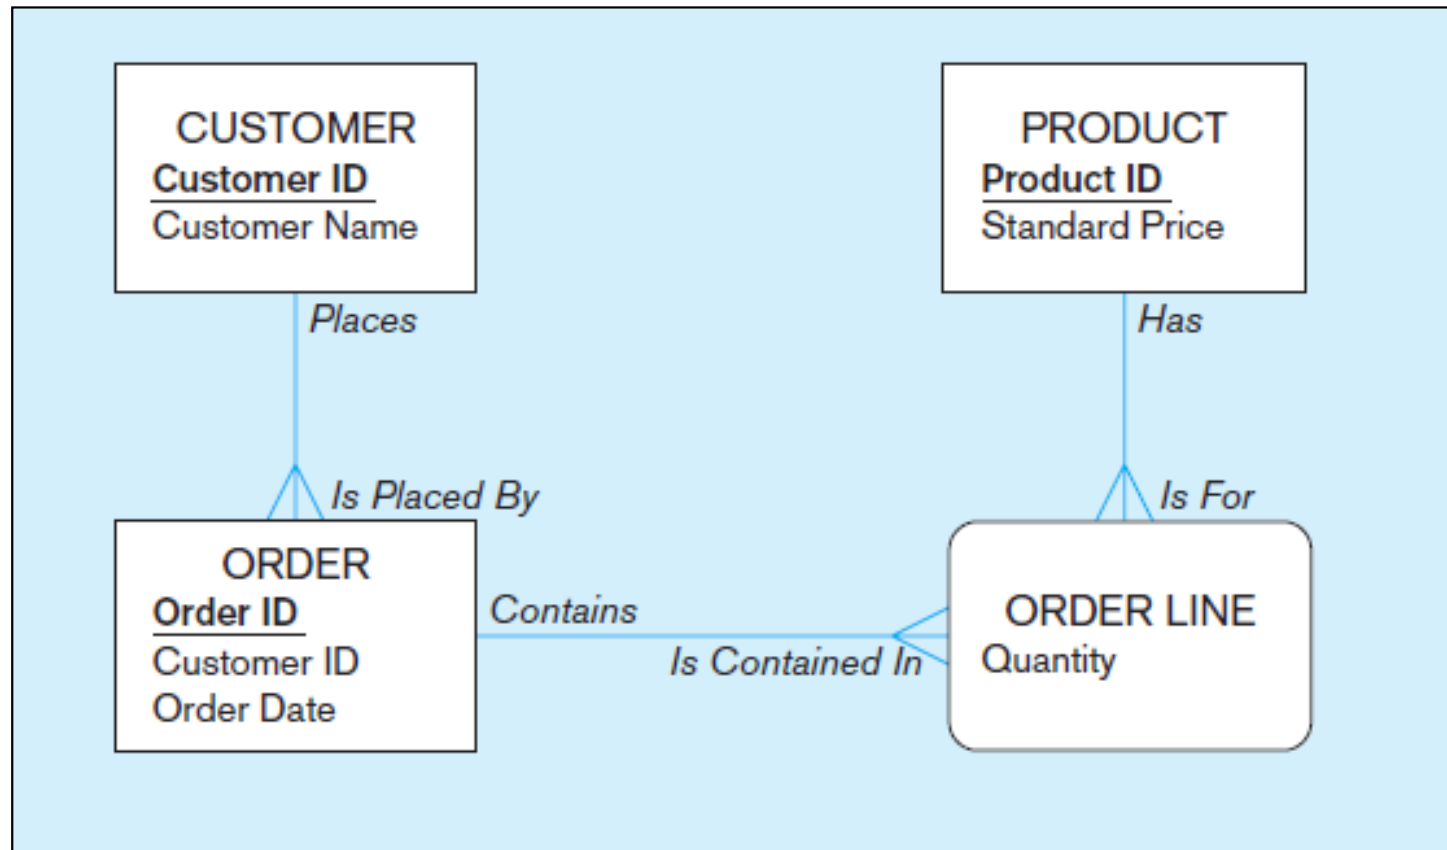 CUSTOMER
Customer ID
Customer Name
PRODUCT
Product ID
Standard Price
Places
Has
Is Placed By
Is For
ORDER
Order ID
Customer ID
Order Date
Contains
Is Contained In
ORDER LINE
Quantity